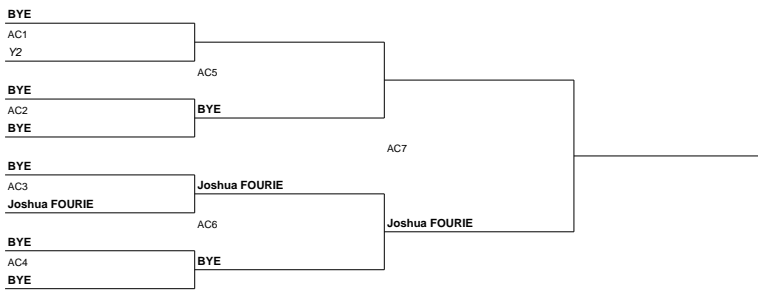 BYE
AC1
Y2
AC5
BYE
AC2
BYE
BYE
AC7
BYE
AC3
Joshua FOURIE
Joshua FOURIE
AC6
Joshua FOURIE
BYE
AC4
BYE
BYE